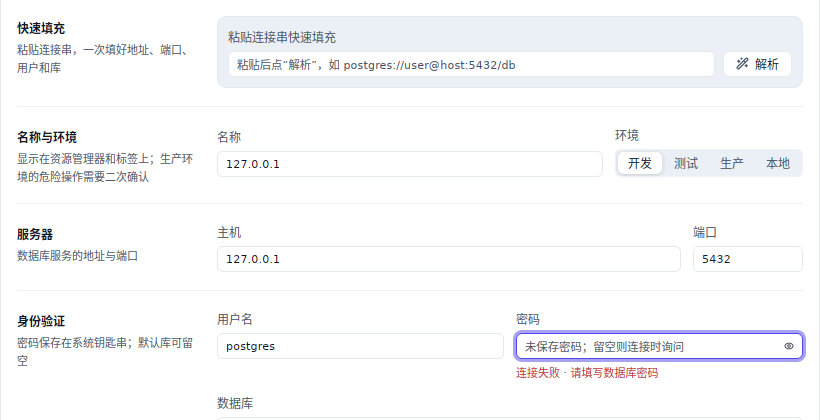 快速填充
粘贴连接串，一次填好地址、端口、
用户和库
粘贴连接串快速填充
粘贴后点“解析”，如 postgres://user@host:5432/db
解析
名称与环境
显示在资源管理器和标签上；生产环
境的危险操作需要二次确认
名称
127.0.0.1
环境
开发 测试 生产 本地
服务器
数据库服务的地址与端口
主机
127.0.0.1
端口
5432
身份验证
密码保存在系统钥匙串；默认库可留
空
用户名
postgres
密码
未保存密码；留空则连接时询问
连接失败 · 请填写数据库密码
数据库